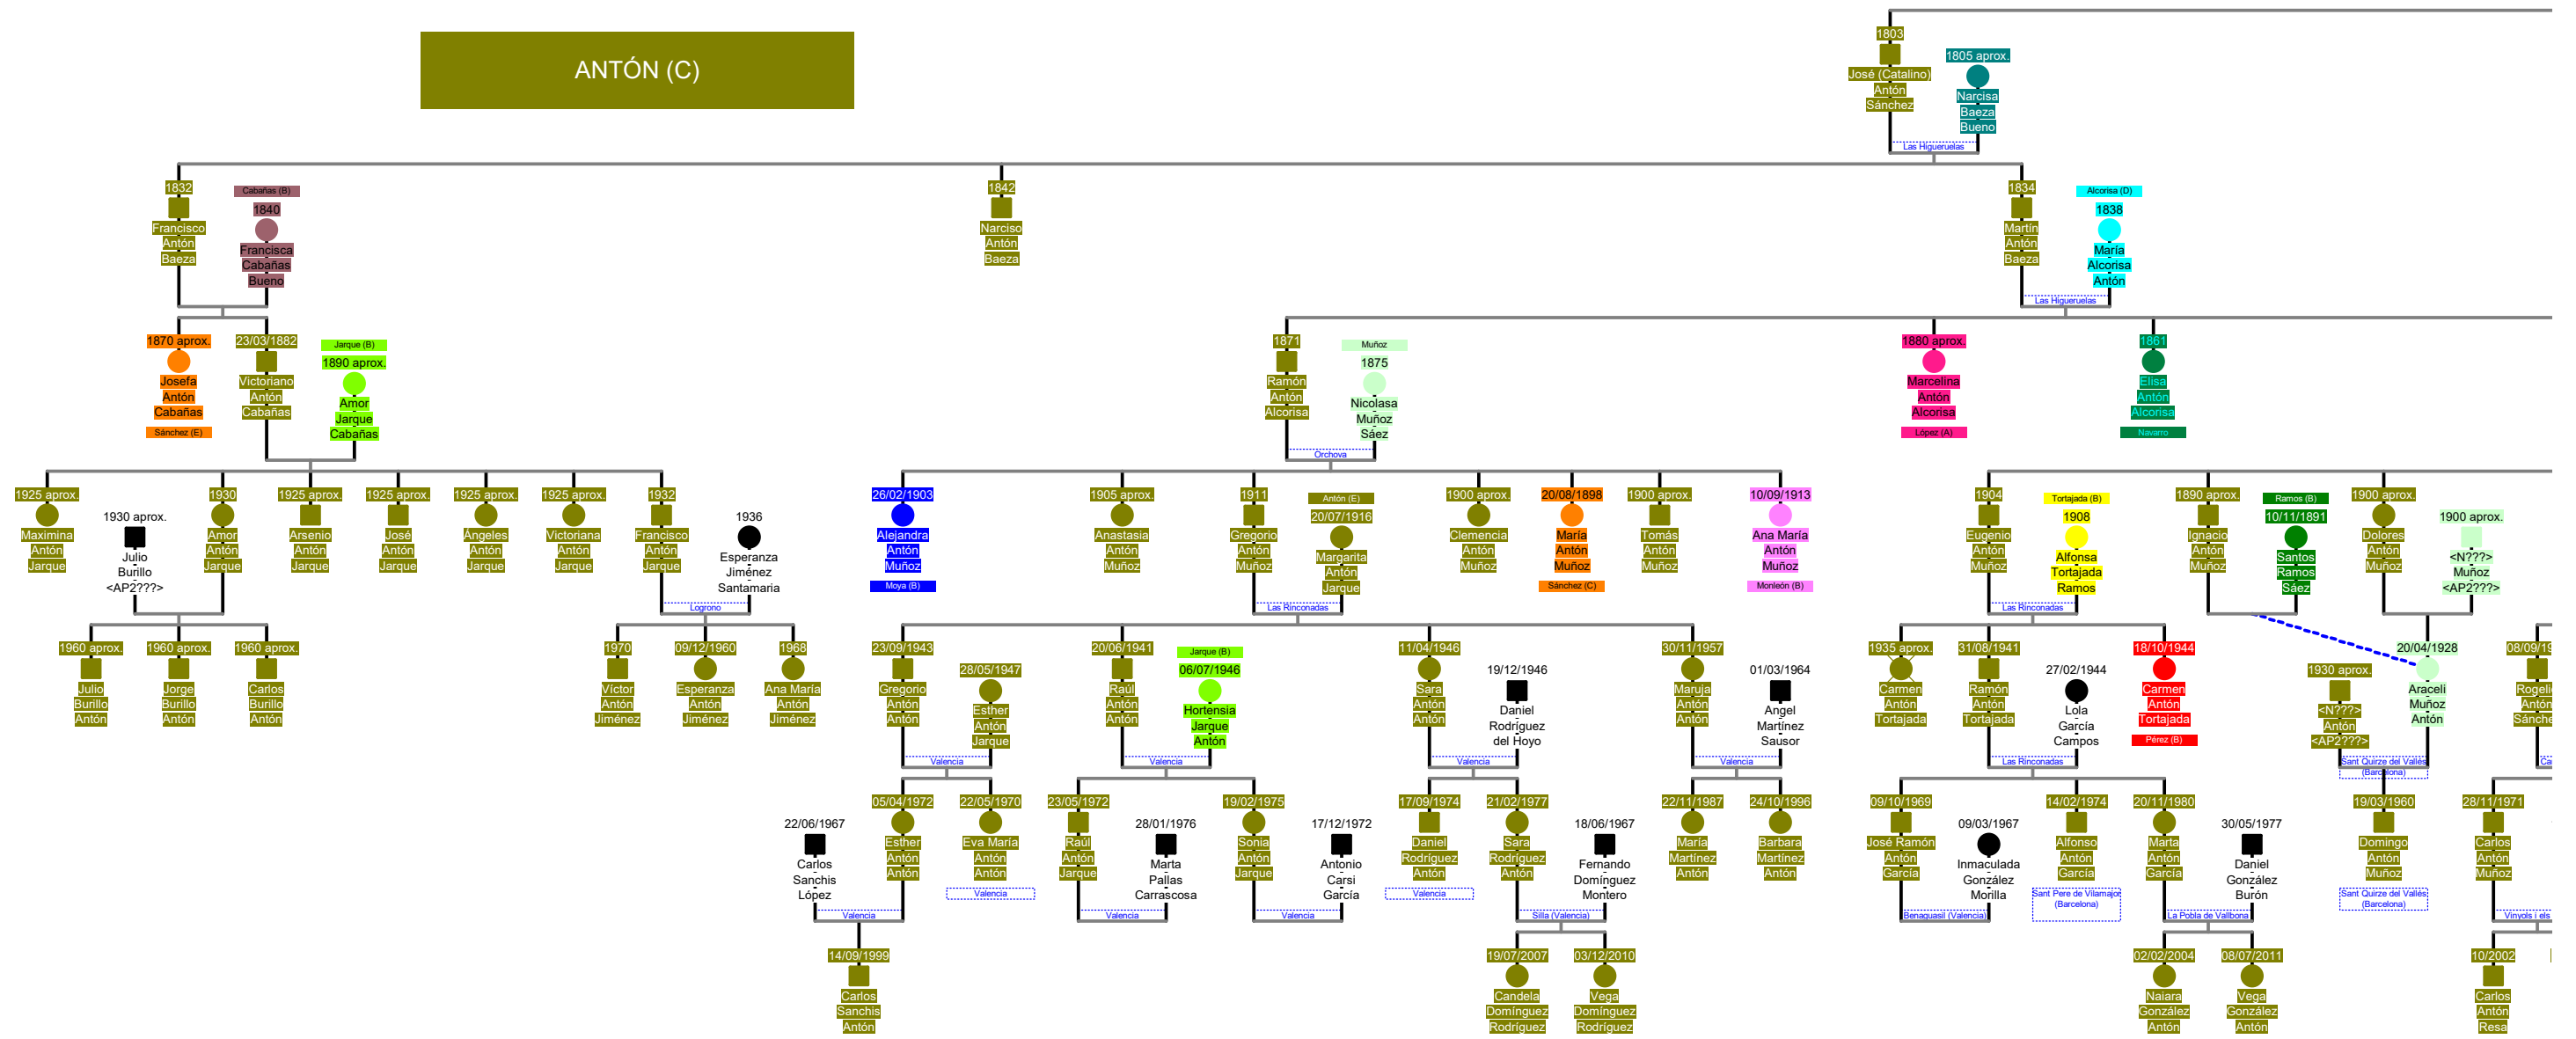 ANTÓN (C)
1803
José (Catalino)
Antón
Sánchez
1805 aprox.
Narcisa
Baeza
Bueno
Las Higueruelas
1832
Francisco
Antón
Baeza
Cabañas (B)
1840
Francisca
Cabañas
Bueno
1842
Narciso
Antón
Baeza
1834
Martín
Antón
Baeza
Alcorisa (D)
1838
María
Alcorisa
Antón
Las Higueruelas
1870 aprox.
Josefa
Antón
Cabañas
Sánchez (E)
23/03/1882
Victoriano
Antón
Cabañas
Jarque (B)
1890 aprox.
Amor
Jarque
Cabañas
1871
Ramón
Antón
Alcorisa
Muñoz
1875
Nicolasa
Muñoz
Sáez
Orchova
1880 aprox.
Marcelina
Antón
Alcorisa
López (A)
1861
Elisa
Antón
Alcorisa
Navarro
1925 aprox.
Maximina
Antón
Jarque
1930 aprox.
Julio
Burillo
<AP2???>
1930
Amor
Antón
Jarque
1925 aprox.
Arsenio
Antón
Jarque
1925 aprox.
José
Antón
Jarque
1925 aprox.
Ángeles
Antón
Jarque
1925 aprox.
Victoriana
Antón
Jarque
1932
Francisco
Antón
Jarque
1936
Esperanza
Jiménez
Santamaria
Logrono
26/02/1903
Alejandra
Antón
Muñoz
Moya (B)
1905 aprox.
Anastasia
Antón
Muñoz
1911
Gregorio
Antón
Muñoz
Antón (E)
20/07/1916
Margarita
Antón
Jarque
Las Rinconadas
1900 aprox.
Clemencia
Antón
Muñoz
20/08/1898
María
Antón
Muñoz
Sánchez (C)
1900 aprox.
Tomás
Antón
Muñoz
10/09/1913
Ana María
Antón
Muñoz
Monleón (B)
1904
Eugenio
Antón
Muñoz
Tortajada (B)
1908
Alfonsa
Tortajada
Ramos
Las Rinconadas
1890 aprox.
Ignacio
Antón
Muñoz
Ramos (B)
10/11/1891
Santos
Ramos
Sáez
1900 aprox.
Dolores
Antón
Muñoz
1900 aprox.
<N???>
Muñoz
<AP2???>
1960 aprox.
Julio
Burillo
Antón
1960 aprox.
Jorge
Burillo
Antón
1960 aprox.
Carlos
Burillo
Antón
1970
Víctor
Antón
Jiménez
09/12/1960
Esperanza
Antón
Jiménez
1968
Ana María
Antón
Jiménez
23/09/1943
Gregorio
Antón
Antón
28/05/1947
Esther
Antón
Jarque
Valencia
20/06/1941
Raúl
Antón
Antón
Jarque (B)
06/07/1946
Hortensia
Jarque
Antón
Valencia
11/04/1946
Sara
Antón
Antón
19/12/1946
Daniel
Rodríguez
del Hoyo
Valencia
30/11/1957
Maruja
Antón
Antón
01/03/1964
Angel
Martínez
Sausor
Valencia
1935 aprox.
Carmen
Antón
Tortajada
31/08/1941
Ramón
Antón
Tortajada
27/02/1944
Lola
García
Campos
Las Rinconadas
18/10/1944
Carmen
Antón
Tortajada
Pérez (B)
1930 aprox.
<N???>
Antón
<AP2???>
20/04/1928
Araceli
Muñoz
Antón
Sant Quirze del Vallés
(Barcelona)
08/09/19
Rogeli
Antón
Sánche
Ca
22/06/1967
Carlos
Sanchis
López
05/04/1972
Esther
Antón
Antón
Valencia
22/05/1970
Eva María
Antón
Antón
Valencia
23/05/1972
Raúl
Antón
Jarque
28/01/1976
Marta
Pallas
Carrascosa
Valencia
19/02/1975
Sonia
Antón
Jarque
17/12/1972
Antonio
Carsi
García
Valencia
17/09/1974
Daniel
Rodríguez
Antón
Valencia
21/02/1977
Sara
Rodríguez
Antón
18/06/1967
Fernando
Domínguez
Montero
Silla (Valencia)
22/11/1987
María
Martínez
Antón
24/10/1996
Barbara
Martínez
Antón
09/10/1969
José Ramón
Antón
García
09/03/1967
Inmaculada
González
Morilla
Benaguasil (Valencia)
14/02/1974
Alfonso
Antón
García
Sant Pere de Vilamajor
(Barcelona)
20/11/1980
Marta
Antón
García
30/05/1977
Daniel
González
Burón
La Pobla de Vallbona
19/03/1960
Domingo
Antón
Muñoz
Sant Quirze del Vallés
(Barcelona)
28/11/1971
Carlos
Antón
Muñoz
Vinyols i els
14/09/1999
Carlos
Sanchis
Antón
19/07/2007
Candela
Domínguez
Rodríguez
03/12/2010
Vega
Domínguez
Rodríguez
02/02/2004
Naiara
González
Antón
08/07/2011
Vega
González
Antón
10/2002
Carlos
Antón
Resa